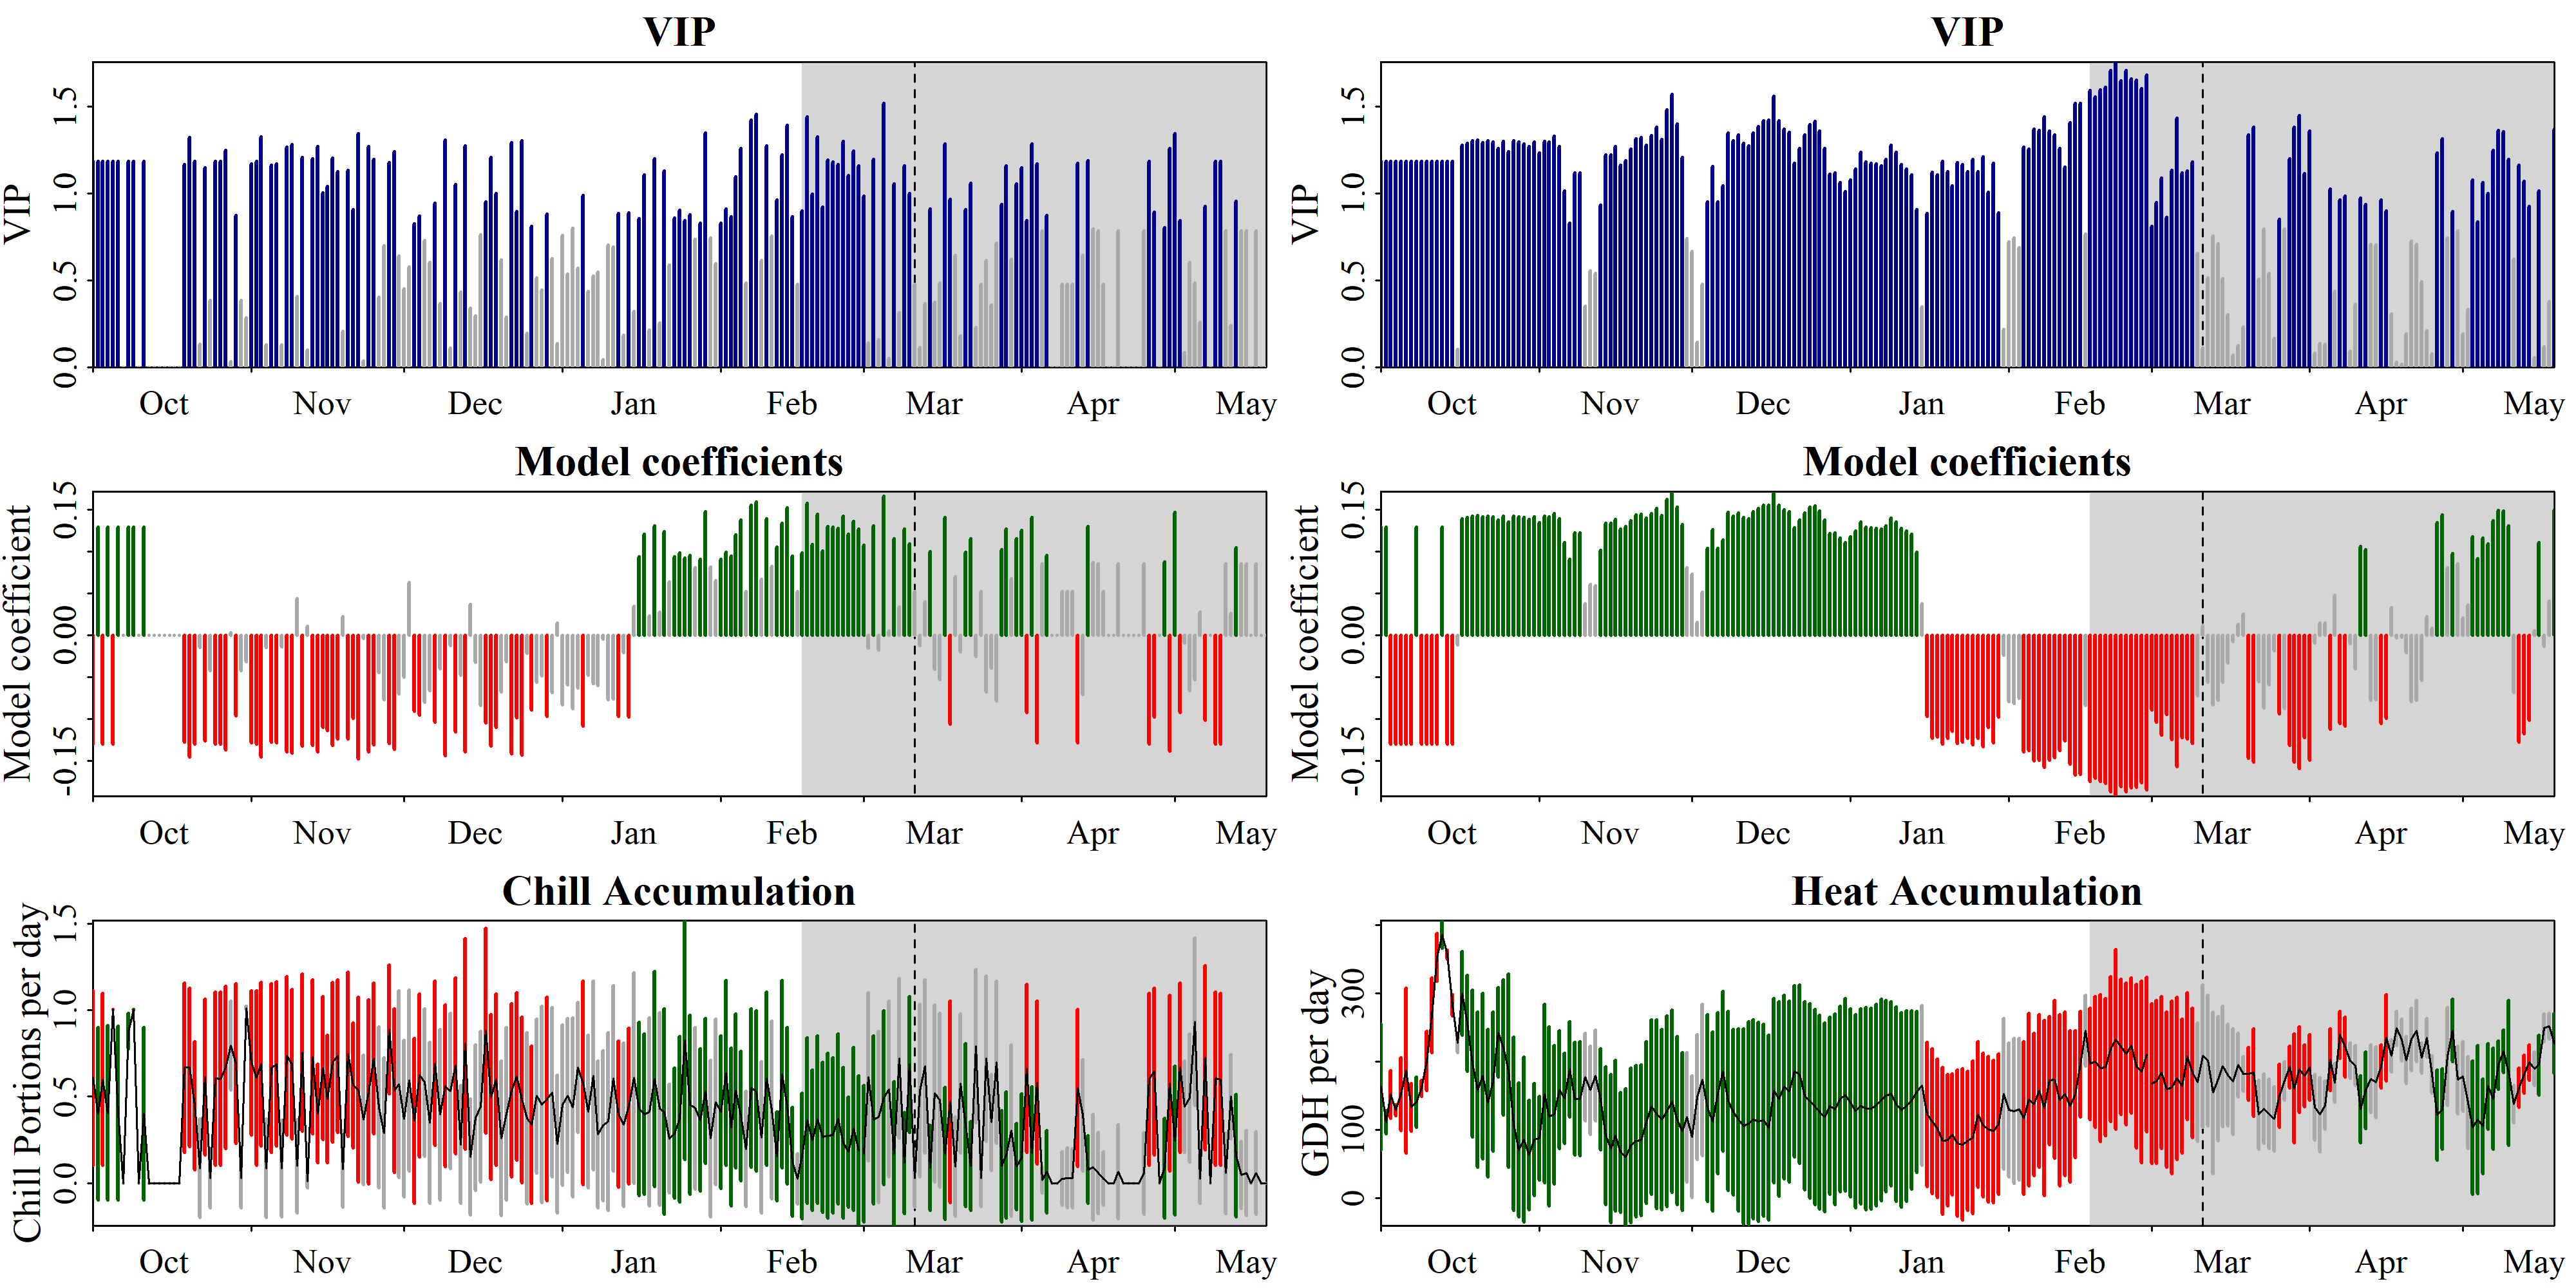 VIP
VIP
0.0 0.5 1.0 1.5
Oct Nov Dec Jan Feb Mar Apr May
VIP
VIP
0.0 0.5 1.0 1.5
Oct Nov Dec Jan Feb Mar Apr May
Model coefficients
Model coefficient
-0.15 0.00 0.15
Oct Nov Dec Jan Feb Mar Apr May
Model coefficients
Model coefficient
-0.15 0.00 0.15
Oct Nov Dec Jan Feb Mar Apr May
Chill Accumulation
Chill Portions per day
0.0 0.5 1.0 1.5
Oct Nov Dec Jan Feb Mar Apr May
Heat Accumulation
GDH per day
0 100 300
Oct Nov Dec Jan Feb Mar Apr May